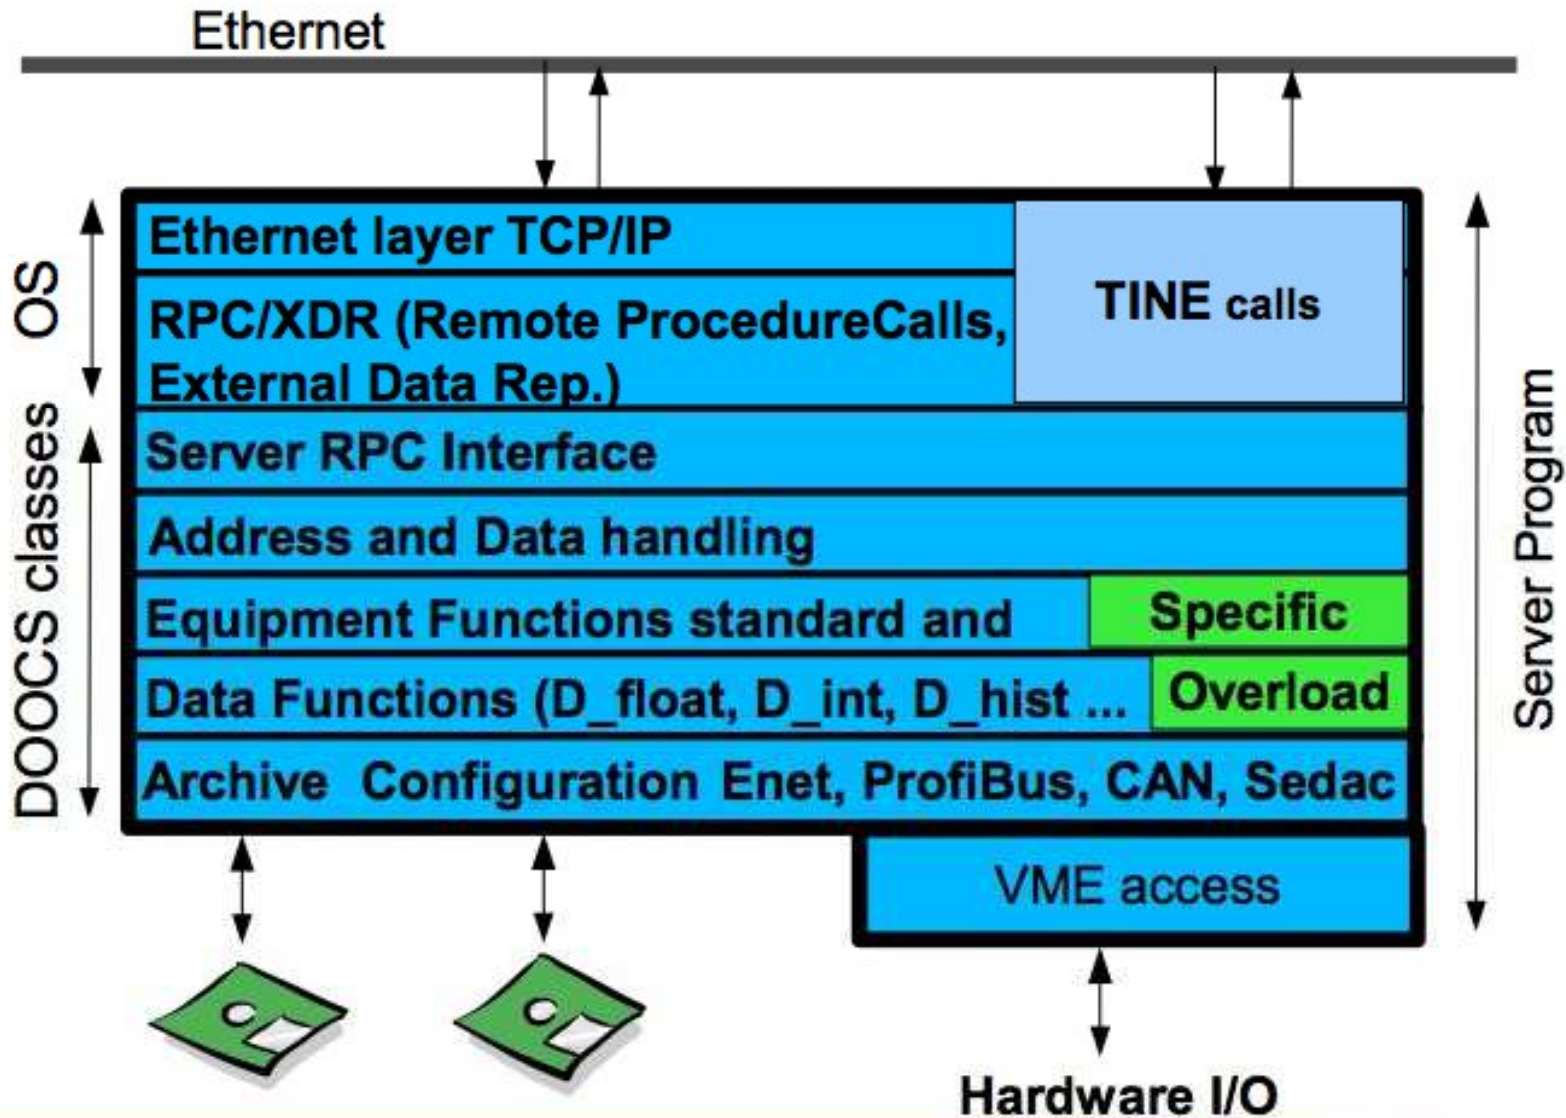 Ethernet
Ethernet layer TCP/IP
TINE calls
RPC/XDR (Remote ProcedureCalls,
External Data Rep.)
OS
Server RPC Interface
Address and Data handling
Equipment Functions standard and
Specific
Data Functions (D_float, D_int, D_hist ...
Overload
Archive Configuration Enet, ProfiBus, CAN, Sedac
DOOCS classes
Server Program
VME access
Hardware I/O